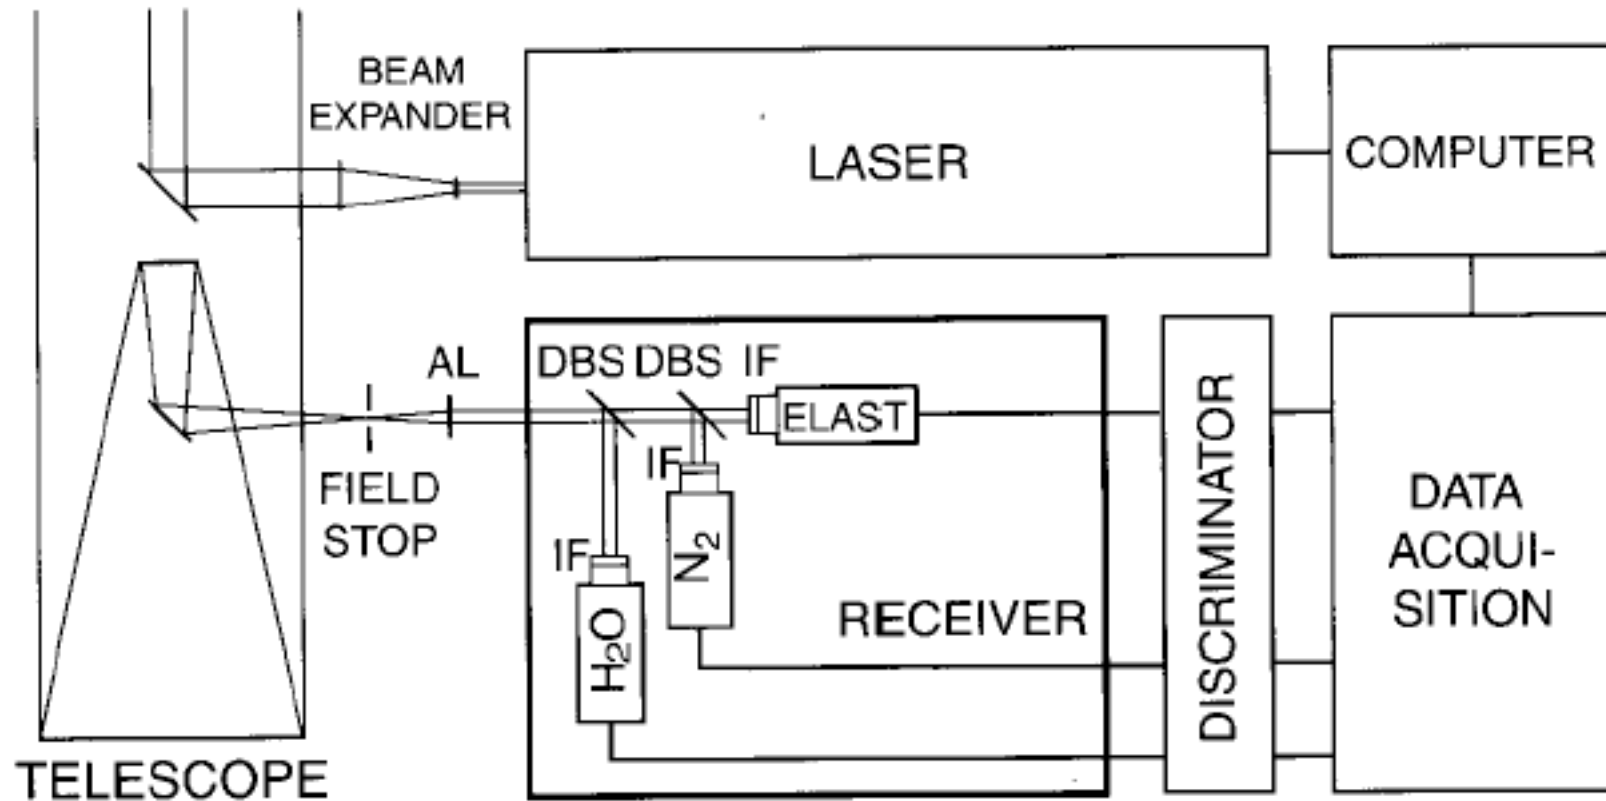 BEAM
EXPANDER
LASER
COMPUTER
AL
DBS DBS IF
ELAST
FIELD
STOP
IF
N2
IF
H2O
RECEIVER
DISCRIMINATOR
DATA
ACQUI-
SITION
TELESCOPE